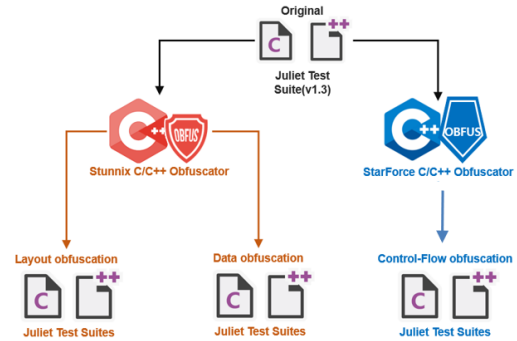 Original
C
++
Juliet Test
Suite(v1.3)
C
++
OBFUS
C
++
OBFUS
Stunnix C/C++ Obfuscator
StarForce C/C++ Obfuscator
Layout obfuscation
Data obfuscation
Control-Flow obfuscation
C
++
C
++
C
++
Juliet Test Suites
Juliet Test Suites
Juliet Test Suites